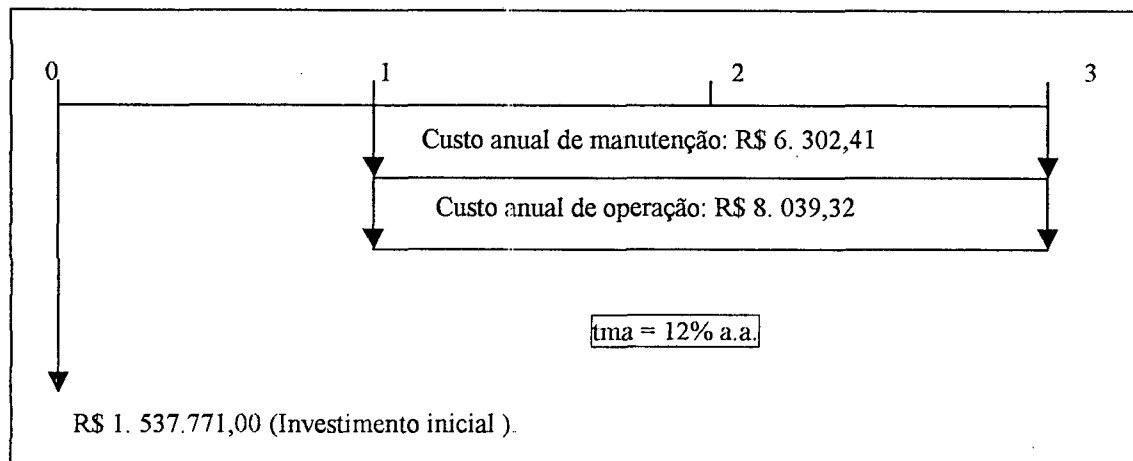 0 1 2 3
Custo anual de manutenção: R$ 6. 302,41
Custo anual de operação: R$ 8. 039,32
tma = 12% a.a.
R$ 1. 537.771,00 (Investimento inicial ).